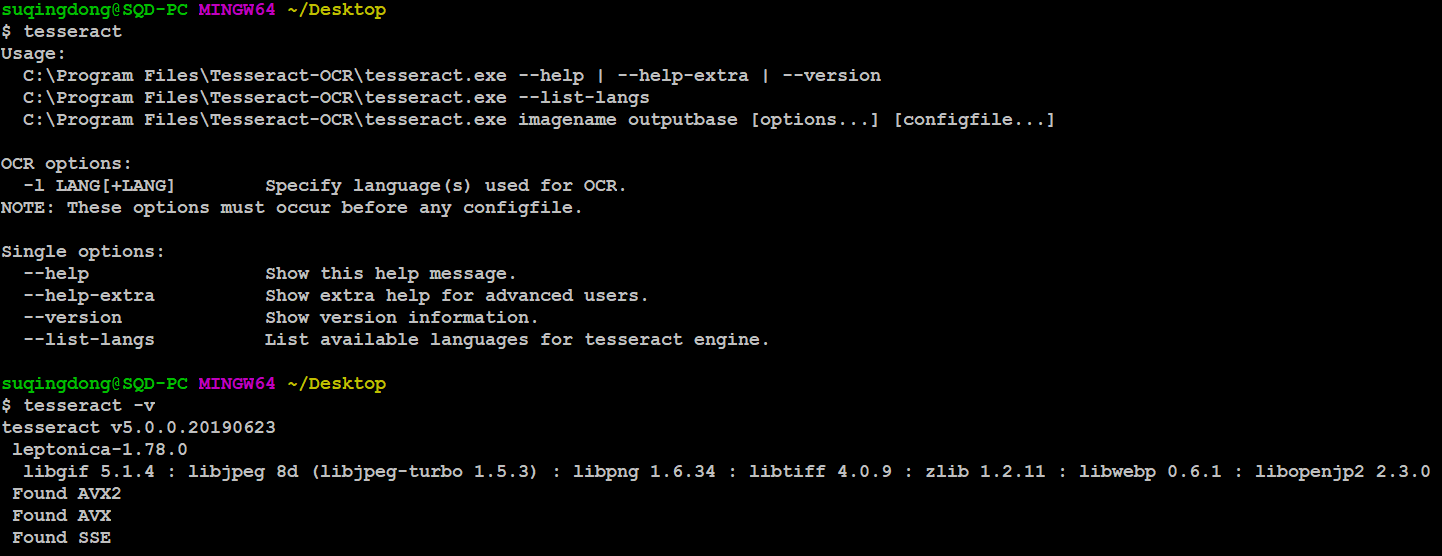 suqingdong@SQD-PC MINGW64 ~/Desktop
$ tesseract
Usage:
  C:\Program Files\Tesseract-OCR\tesseract.exe --help | --help-extra | --version
  C:\Program Files\Tesseract-OCR\tesseract.exe --list-langs
  C:\Program Files\Tesseract-OCR\tesseract.exe imagename outputbase [options...] [configfile...]

OCR options:
  -l LANG[+LANG]        Specify language(s) used for OCR.
NOTE: These options must occur before any configfile.

Single options:
  --help                Show this help message.
  --help-extra          Show extra help for advanced users.
  --version             Show version information.
  --list-langs          List available languages for tesseract engine.

suqingdong@SQD-PC MINGW64 ~/Desktop
$ tesseract -v
tesseract v5.0.0.20190623
 leptonica-1.78.0
  libgif 5.1.4 : libjpeg 8d (libjpeg-turbo 1.5.3) : libpng 1.6.34 : libtiff 4.0.9 : zlib 1.2.11 : libwebp 0.6.1 : libopenjp2 2.3.0
 Found AVX2
 Found AVX
 Found SSE